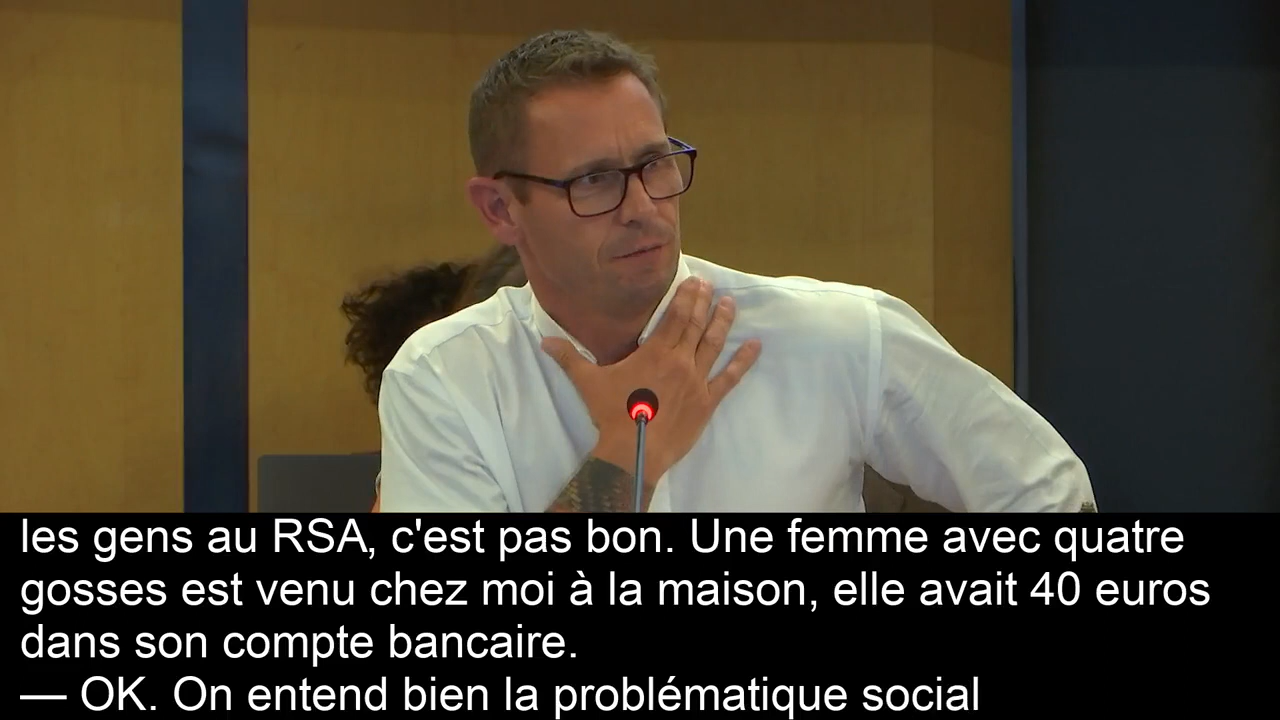 les gens au RSA, c'est pas bon. Une femme avec quatre
gosses est venu chez moi à la maison, elle avait 40 euros
dans son compte bancaire.
— OK. On entend bien la problématique social